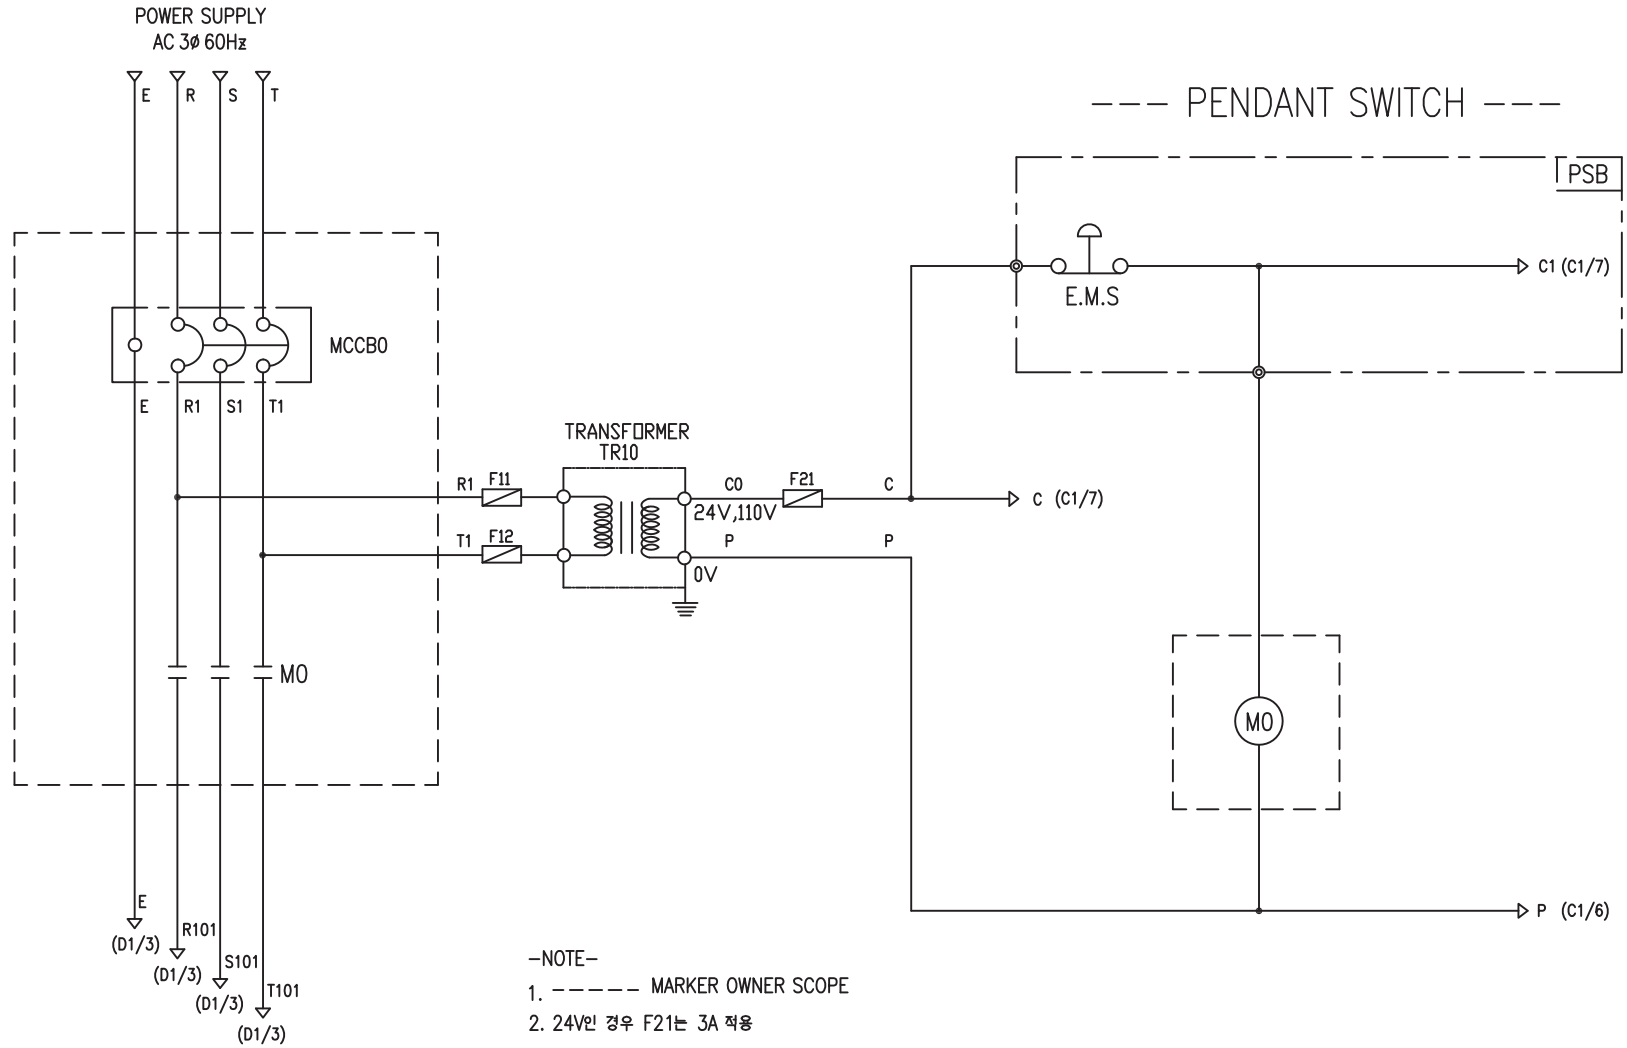 POWER SUPPLY
AC 3Ø 60Hz
E R S T
---- PENDANT SWITCH ----
PSB
C1 (C1/7)
E.M.S
MCCB0
E R1 S1 T1
TRANSFORMER
TR10
R1 F11 C0 F21 C
C (C1/7)
24V,110V
T1 F12 P P
0V
M0
M0
E
(D1/3)
R101
(D1/3)
S101
(D1/3)
T101
(D1/3)
P (C1/6)
-NOTE-
1. ------ MARKER OWNER SCOPE
2. 24V인 경우 F21는 3A 적용